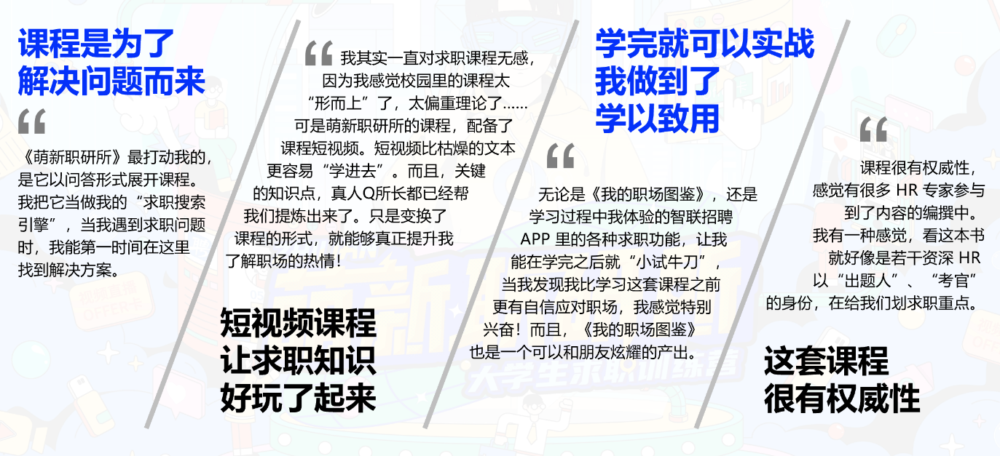 课程是为了
解决问题而来
“
《萌新职研所》最打动我的，
是它以问答形式展开课程。
我把它当做我的“求职搜索
引擎”，当我遇到求职问题
时，我能第一时间在这里
找到解决方案。
“我其实一直对求职课程无感，
因为我感觉校园里的课程太
“形而上”了，太偏重理论了……
可是萌新职研所的课程，配备了
课程短视频。短视频比枯燥的文本
更容易“学进去”。而且，关键
的知识点，真人Q所长都已经帮
我们提炼出来了。只是变换了
课程的形式，就能够真正提升我
了解职场的热情！
短视频课程
让求职知识
好玩了起来
学完就可以实战
我做到了
学以致用
“
无论是《我的职场图鉴》，还是
学习过程中我体验的智联招聘
APP 里的各种求职功能，让我
能在学完之后就“小试牛刀”，
当我发现我比学习这套课程之前
更有自信应对职场，我感觉特别
兴奋！而且，《我的职场图鉴》
也是一个可以和朋友炫耀的产出。
“
课程很有权威性，
感觉有很多 HR 专家参与
到了内容的编撰中。
我有一种感觉，看这本书
就好像是若干资深 HR
以“出题人”、“考官”
的身份，在给我们划求职重点。
这套课程
很有权威性
大学生求职训练营